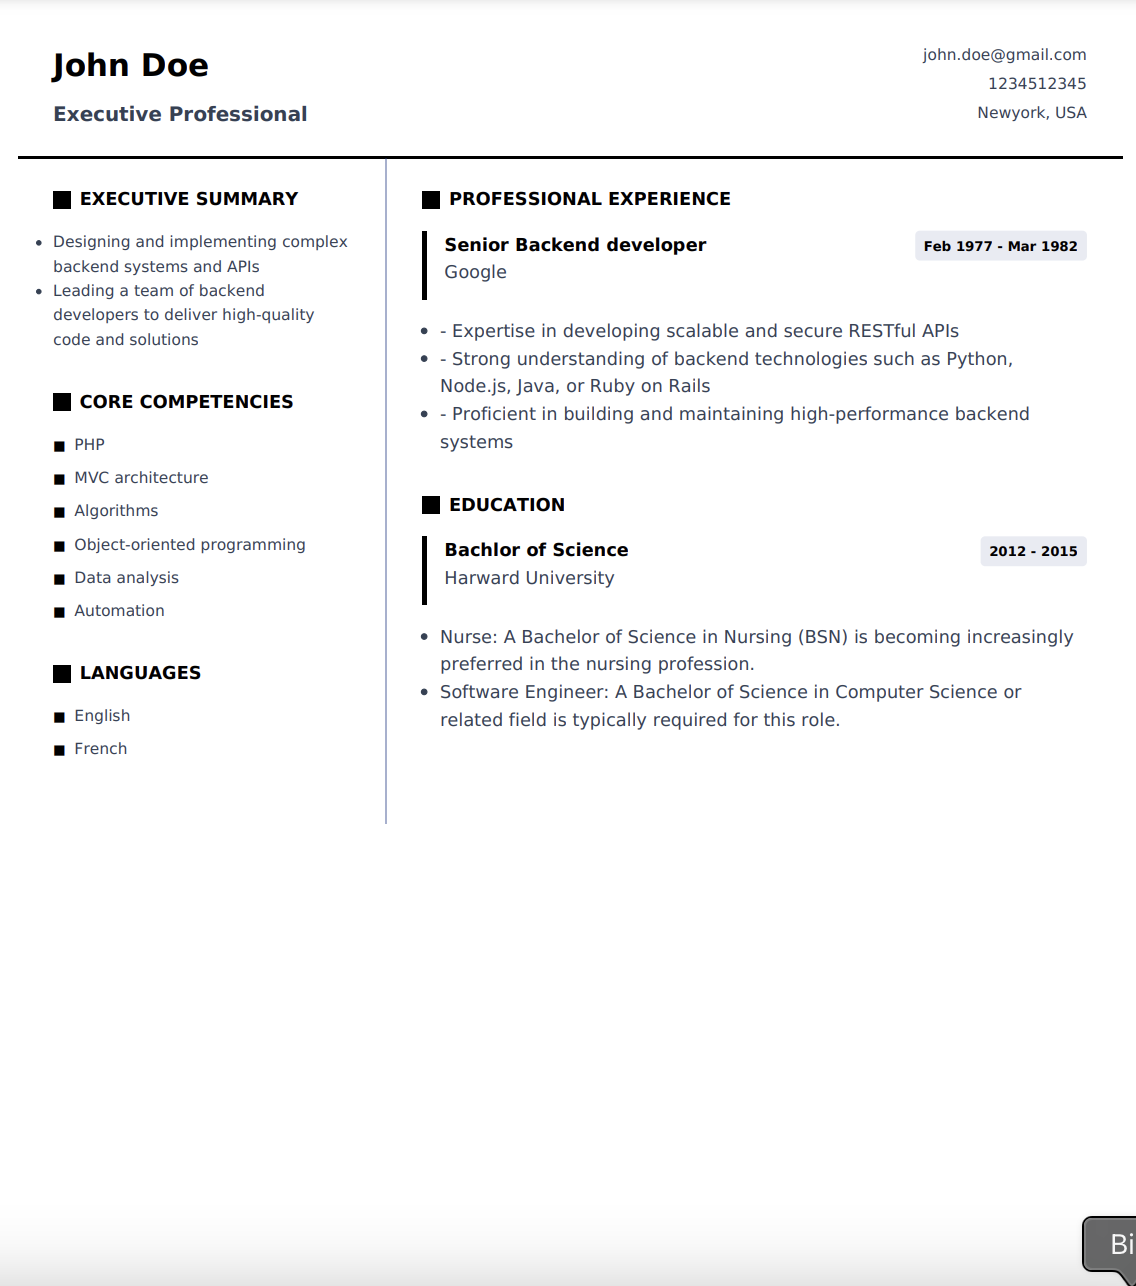 John Doe
Executive Professional
john.doe@gmail.com
1234512345
Newyork, USA
EXECUTIVE SUMMARY
• Designing and implementing complex
backend systems and APIs
• Leading a team of backend
developers to deliver high-quality
code and solutions
CORE COMPETENCIES
■ PHP
■ MVC architecture
■ Algorithms
■ Object-oriented programming
■ Data analysis
■ Automation
LANGUAGES
■ English
■ French
PROFESSIONAL EXPERIENCE
Senior Backend developer
Feb 1977 - Mar 1982
Google
• - Expertise in developing scalable and secure RESTful APIs
• - Strong understanding of backend technologies such as Python,
Node.js, Java, or Ruby on Rails
• - Proficient in building and maintaining high-performance backend
systems
EDUCATION
Bachlor of Science
2012 - 2015
Harward University
• Nurse: A Bachelor of Science in Nursing (BSN) is becoming increasingly
preferred in the nursing profession.
• Software Engineer: A Bachelor of Science in Computer Science or
related field is typically required for this role.